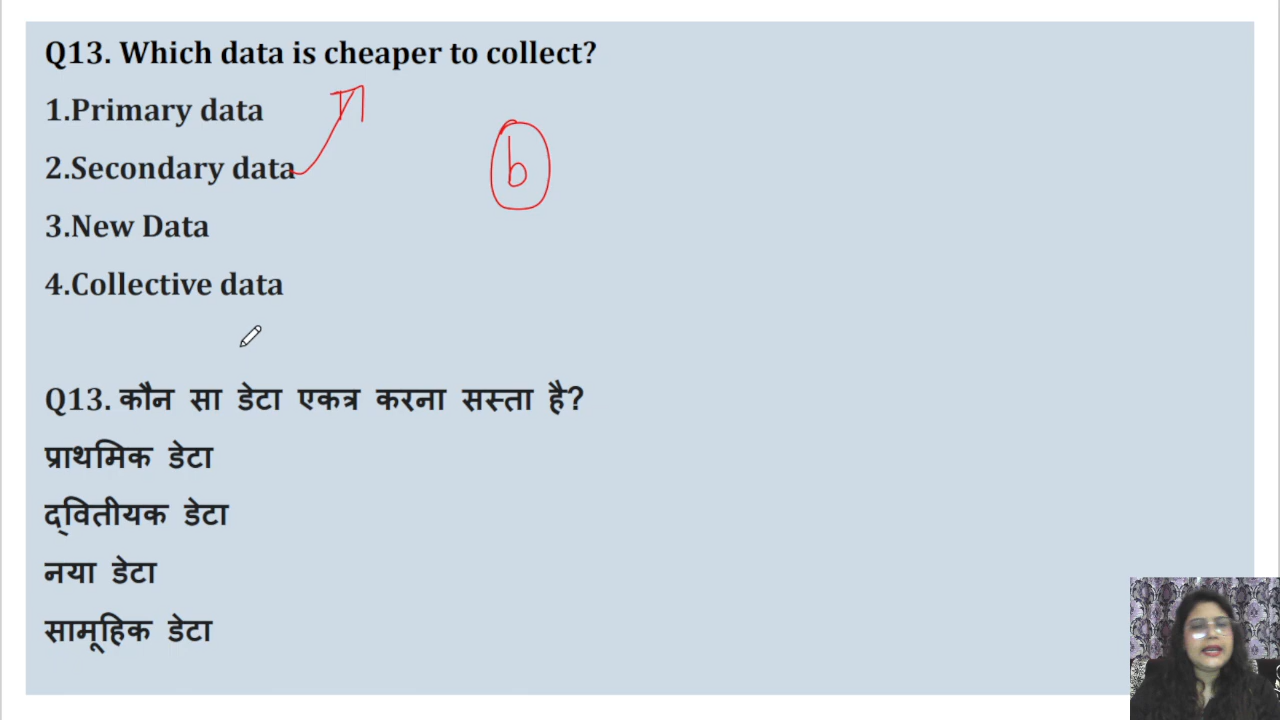 Q13. Which data is cheaper to collect?
1.Primary data
2.Secondary data
b
3.New Data
4.Collective data
Q13. कौन सा डेटा एकत्र करना सस्ता है?
प्राथमिक डेटा
द्वितीयक डेटा
नया डेटा
सामूहिक डेटा